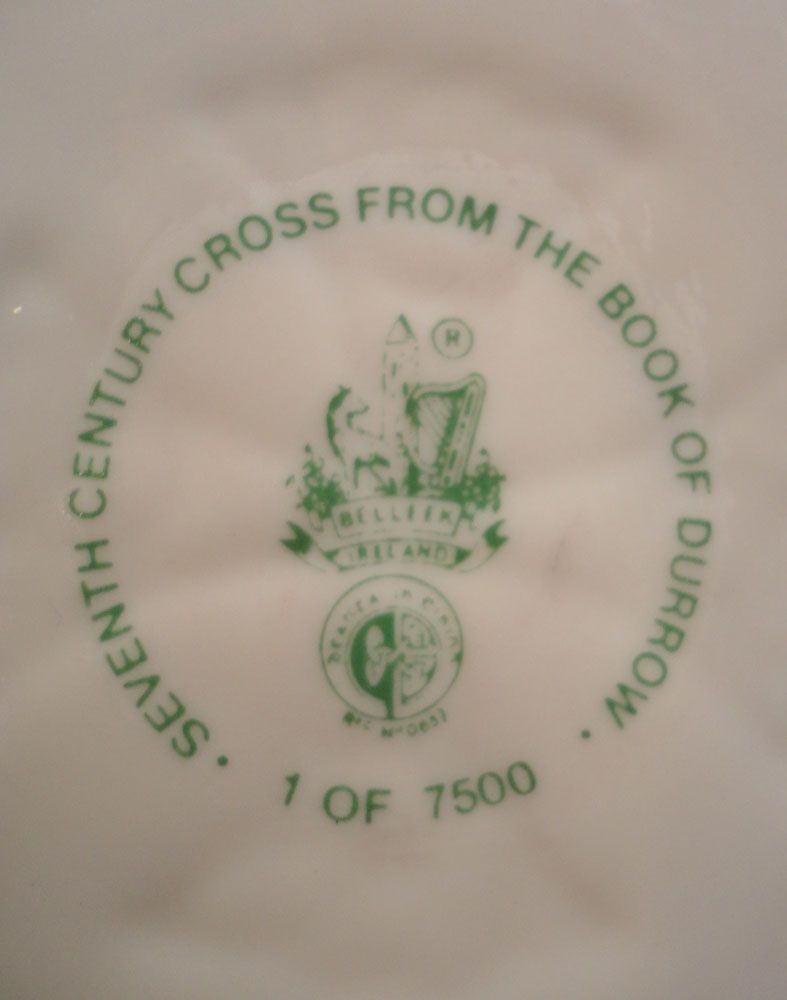 • SEVENTH CENTURY CROSS FROM THE BOOK OF DURROW •
®
BELLEEK
IRELAND
1 OF 7500